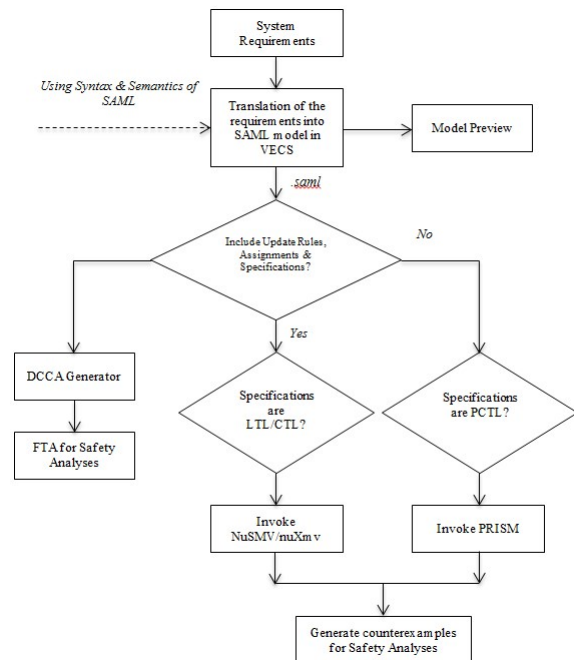 System
Requirements
Using Syntax & Semantics of
SAML
Translation of the
requirements into
SAML model in
VECS
Model Preview
.saml
Include Update Rules,
Assignments &
Specifications?
No
Yes
DCCA Generator
Specifications
are
LTL/CTL?
Specifications
are PCTL?
FTA for Safety
Analyses
Invoke
NuSMV/nuXmv
Invoke PRISM
Generate counterexamples
for Safety Analyses